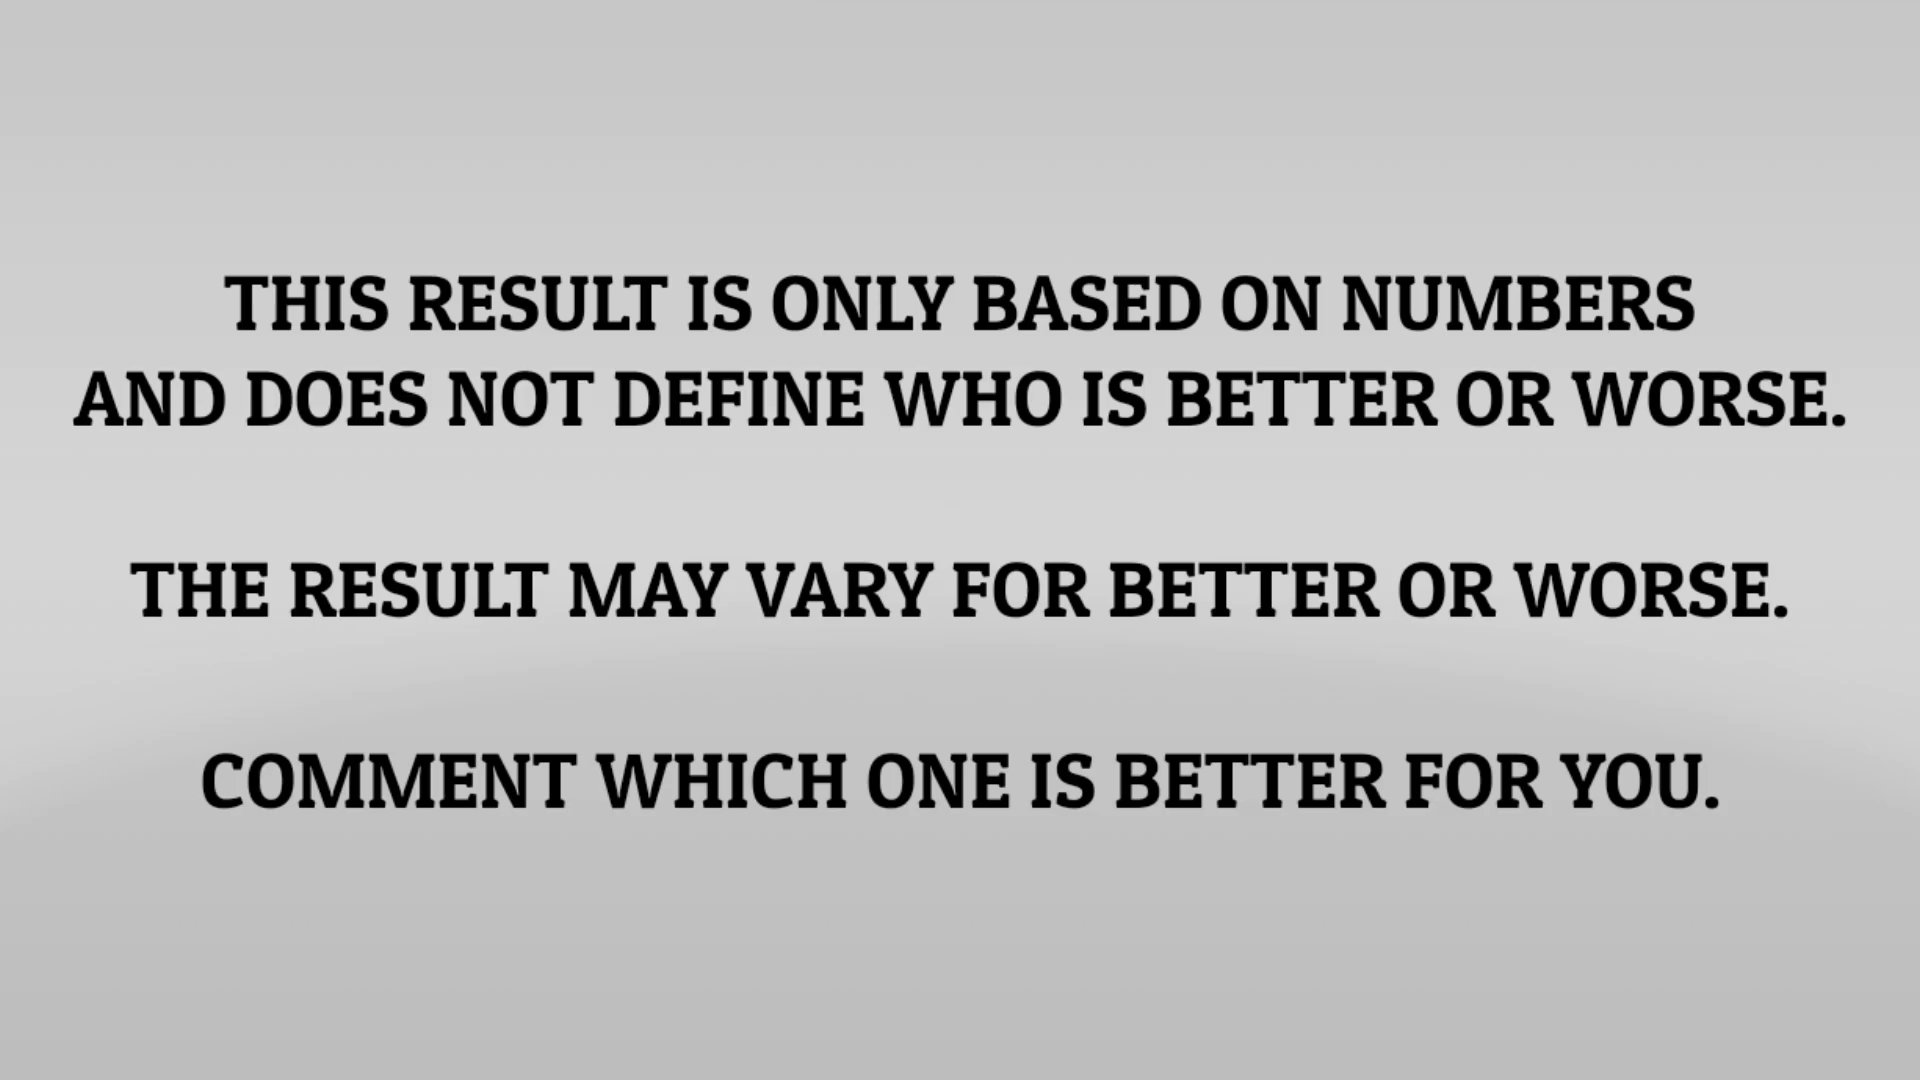 THIS RESULT IS ONLY BASED ON NUMBERS
AND DOES NOT DEFINE WHO IS BETTER OR WORSE.
THE RESULT MAY VARY FOR BETTER OR WORSE.
COMMENT WHICH ONE IS BETTER FOR YOU.